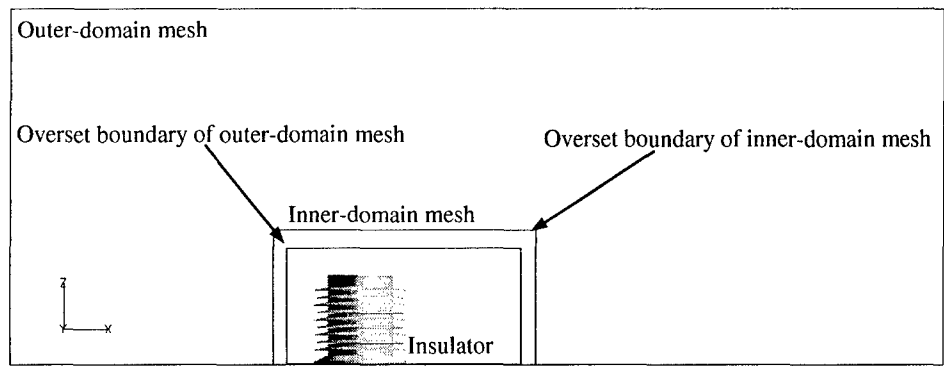 Outer-domain mesh
Overset boundary of outer-domain mesh
Overset boundary of inner-domain mesh
Inner-domain mesh
Z
Y X
Insulator